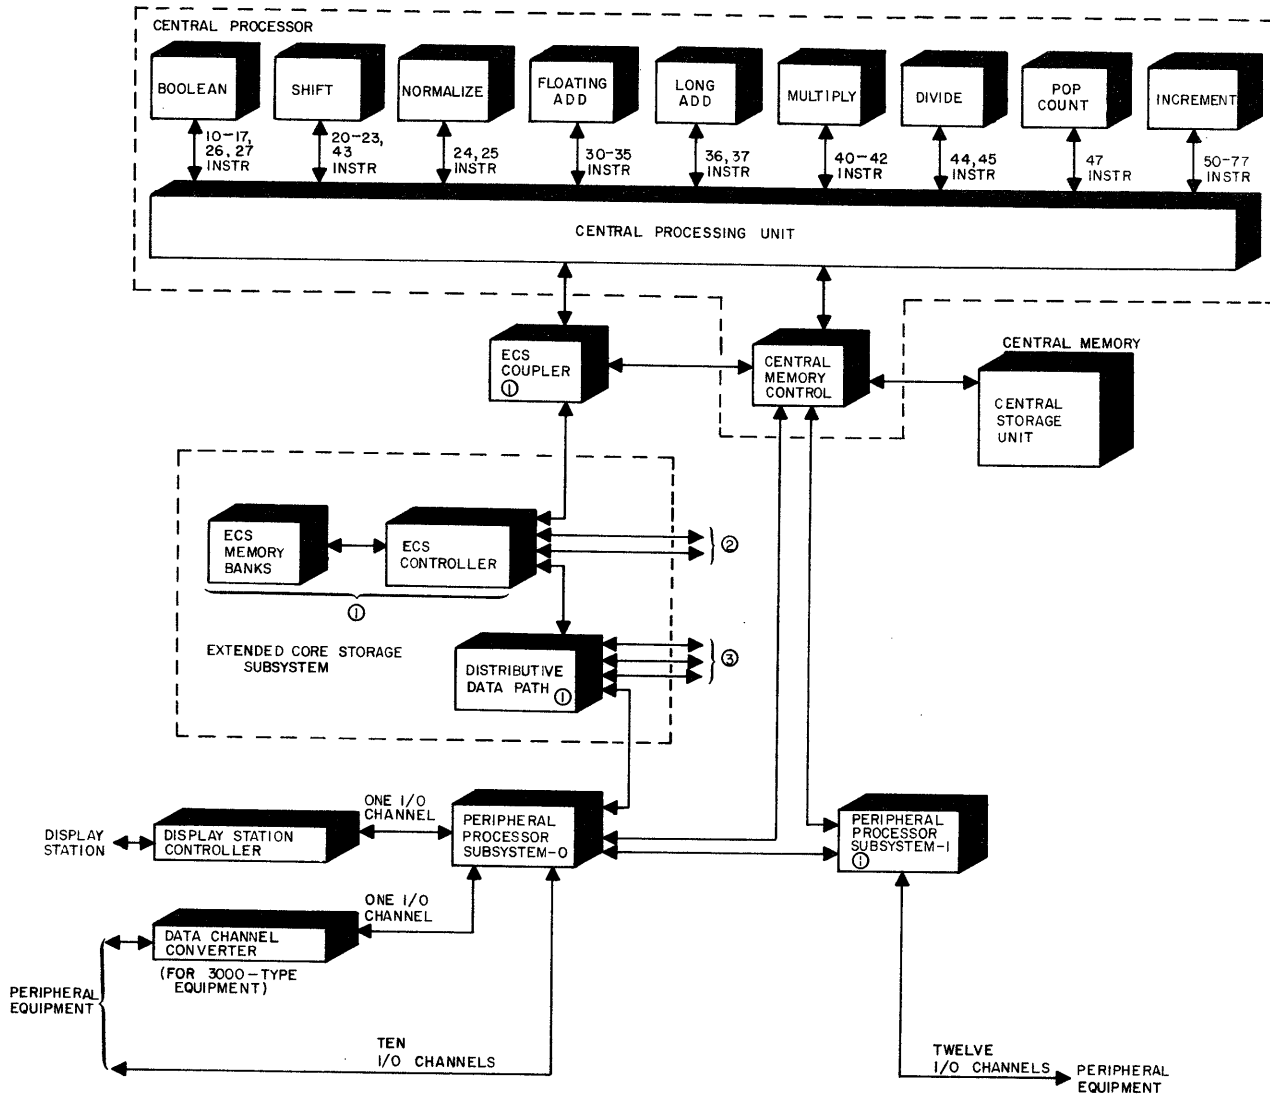 CENTRAL PROCESSOR
BOOLEAN
SHIFT
NORMALIZE
FLOATING
ADD
LONG
ADD
MULTIPLY
DIVIDE
POP
COUNT
INCREMENT
10-17,
26, 27
INSTR
20-23,
43
INSTR
24, 25
INSTR
30-35
INSTR
36, 37
INSTR
40-42
INSTR
44, 45
INSTR
47
INSTR
50-77
INSTR
CENTRAL PROCESSING UNIT
ECS
COUPLER
①
CENTRAL
MEMORY
CONTROL
CENTRAL MEMORY
CENTRAL
STORAGE
UNIT
ECS
MEMORY
BANKS
ECS
CONTROLLER
②
①
EXTENDED CORE STORAGE
SUBSYSTEM
DISTRIBUTIVE
DATA PATH ①
③
DISPLAY
STATION
DISPLAY STATION
CONTROLLER
ONE I/O
CHANNEL
PERIPHERAL
PROCESSOR
SUBSYSTEM-0
PERIPHERAL
PROCESSOR
SUBSYSTEM-1
①
ONE I/O
CHANNEL
DATA CHANNEL
CONVERTER
(FOR 3000-TYPE
EQUIPMENT)
PERIPHERAL
EQUIPMENT
TEN
I/O CHANNELS
TWELVE
I/O CHANNELS
PERIPHERAL
EQUIPMENT